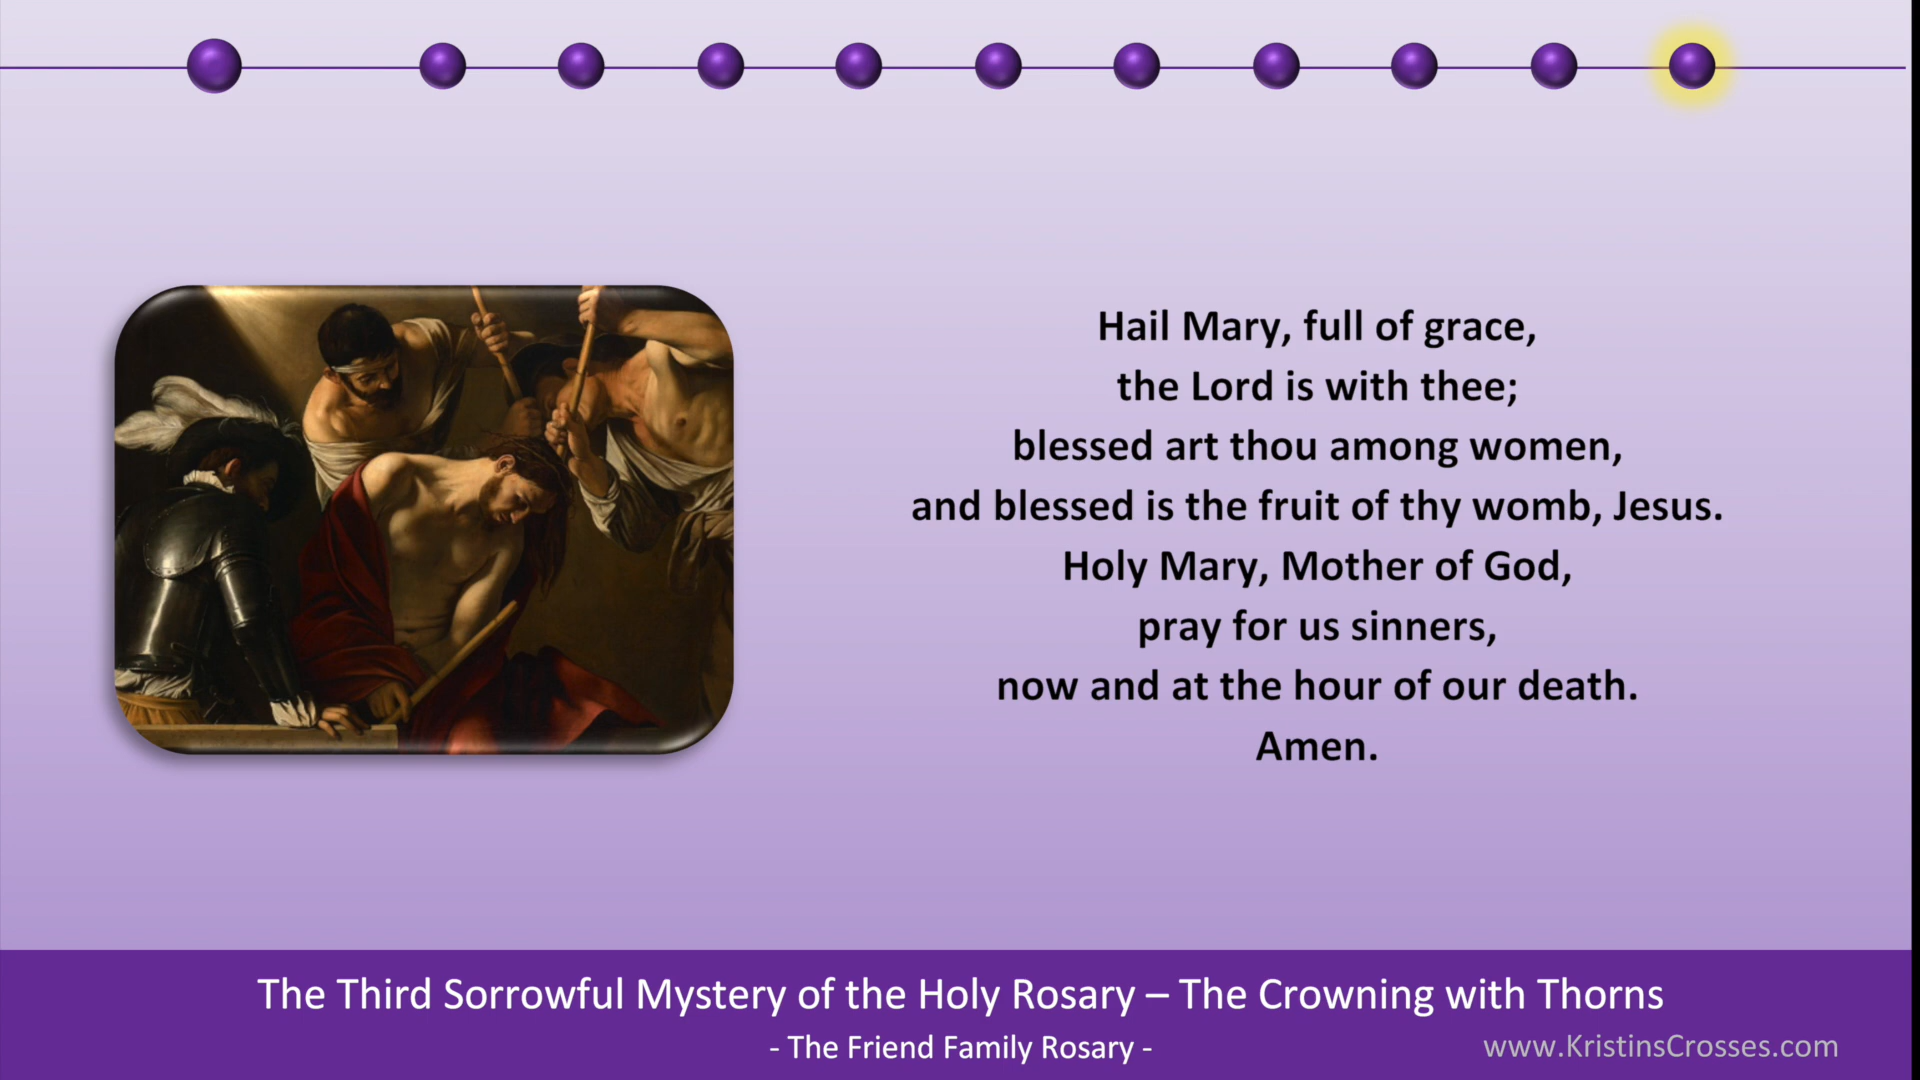 Hail Mary, full of grace,
the Lord is with thee;
blessed art thou among women,
and blessed is the fruit of thy womb, Jesus.
Holy Mary, Mother of God,
pray for us sinners,
now and at the hour of our death.
Amen.
The Third Sorrowful Mystery of the Holy Rosary – The Crowning with Thorns
- The Friend Family Rosary -
www.KristinsCrosses.com